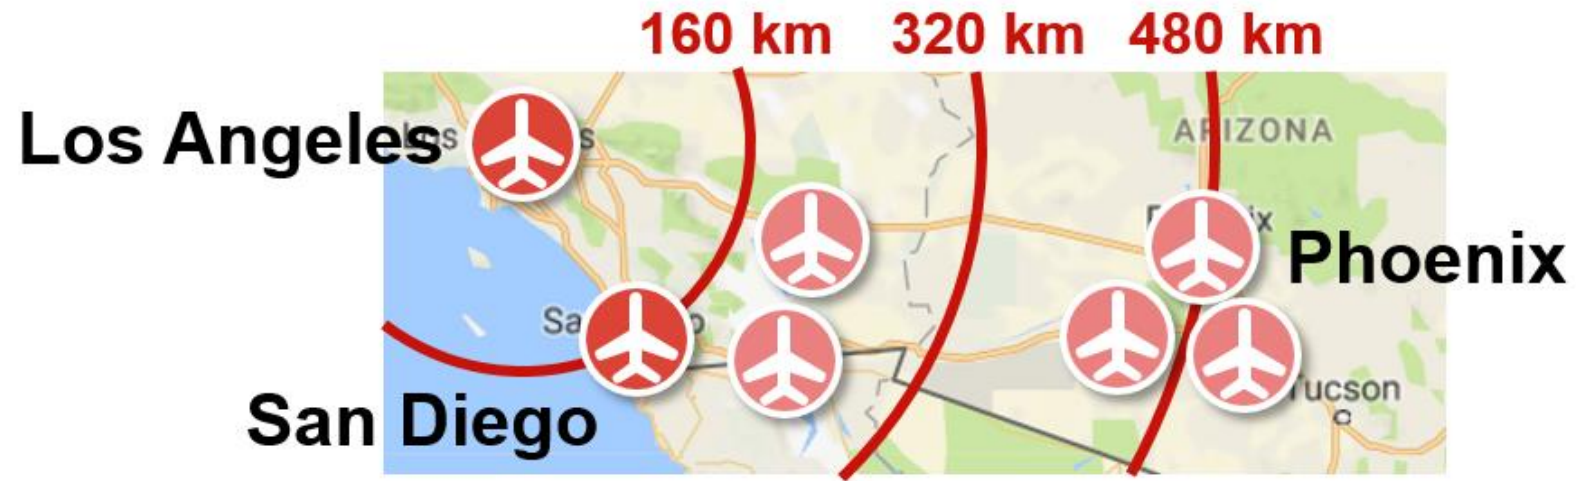 160 km 320 km 480 km
Los Angeles
ARIZONA
Phoenix
San Diego
Tucson